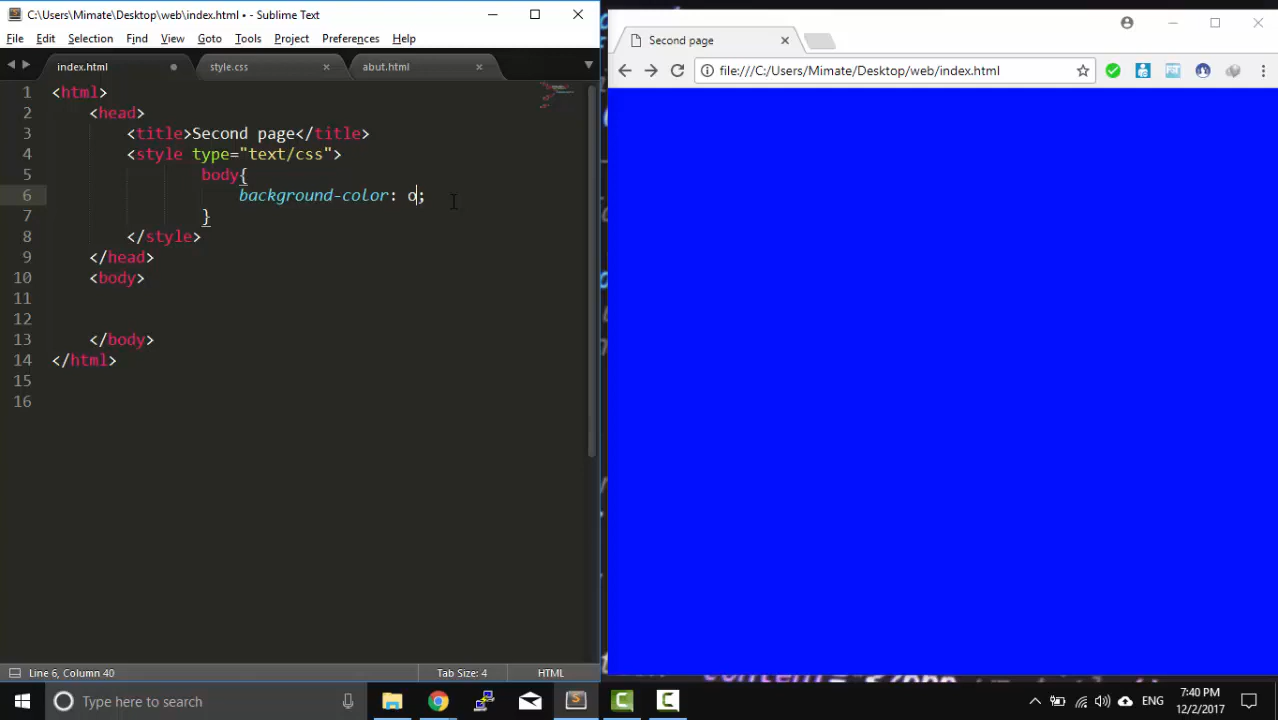 C:\Users\Mimate\Desktop\web\index.html • - Sublime Text
File Edit Selection Find View Goto Tools Project Preferences Help
index.html style.css abut.html
1 <html>
2 <head>
3 <title>Second page</title>
4 <style type="text/css">
5 body{
6 background-color: o;
7 }
8 </style>
9 </head>
10 <body>
11
12
13 </body>
14 </html>
15
16
Line 6, Column 40 Tab Size: 4 HTML
Second page
file:///C:/Users/Mimate/Desktop/web/index.html
Type here to search
ENG
7:40 PM
12/2/2017